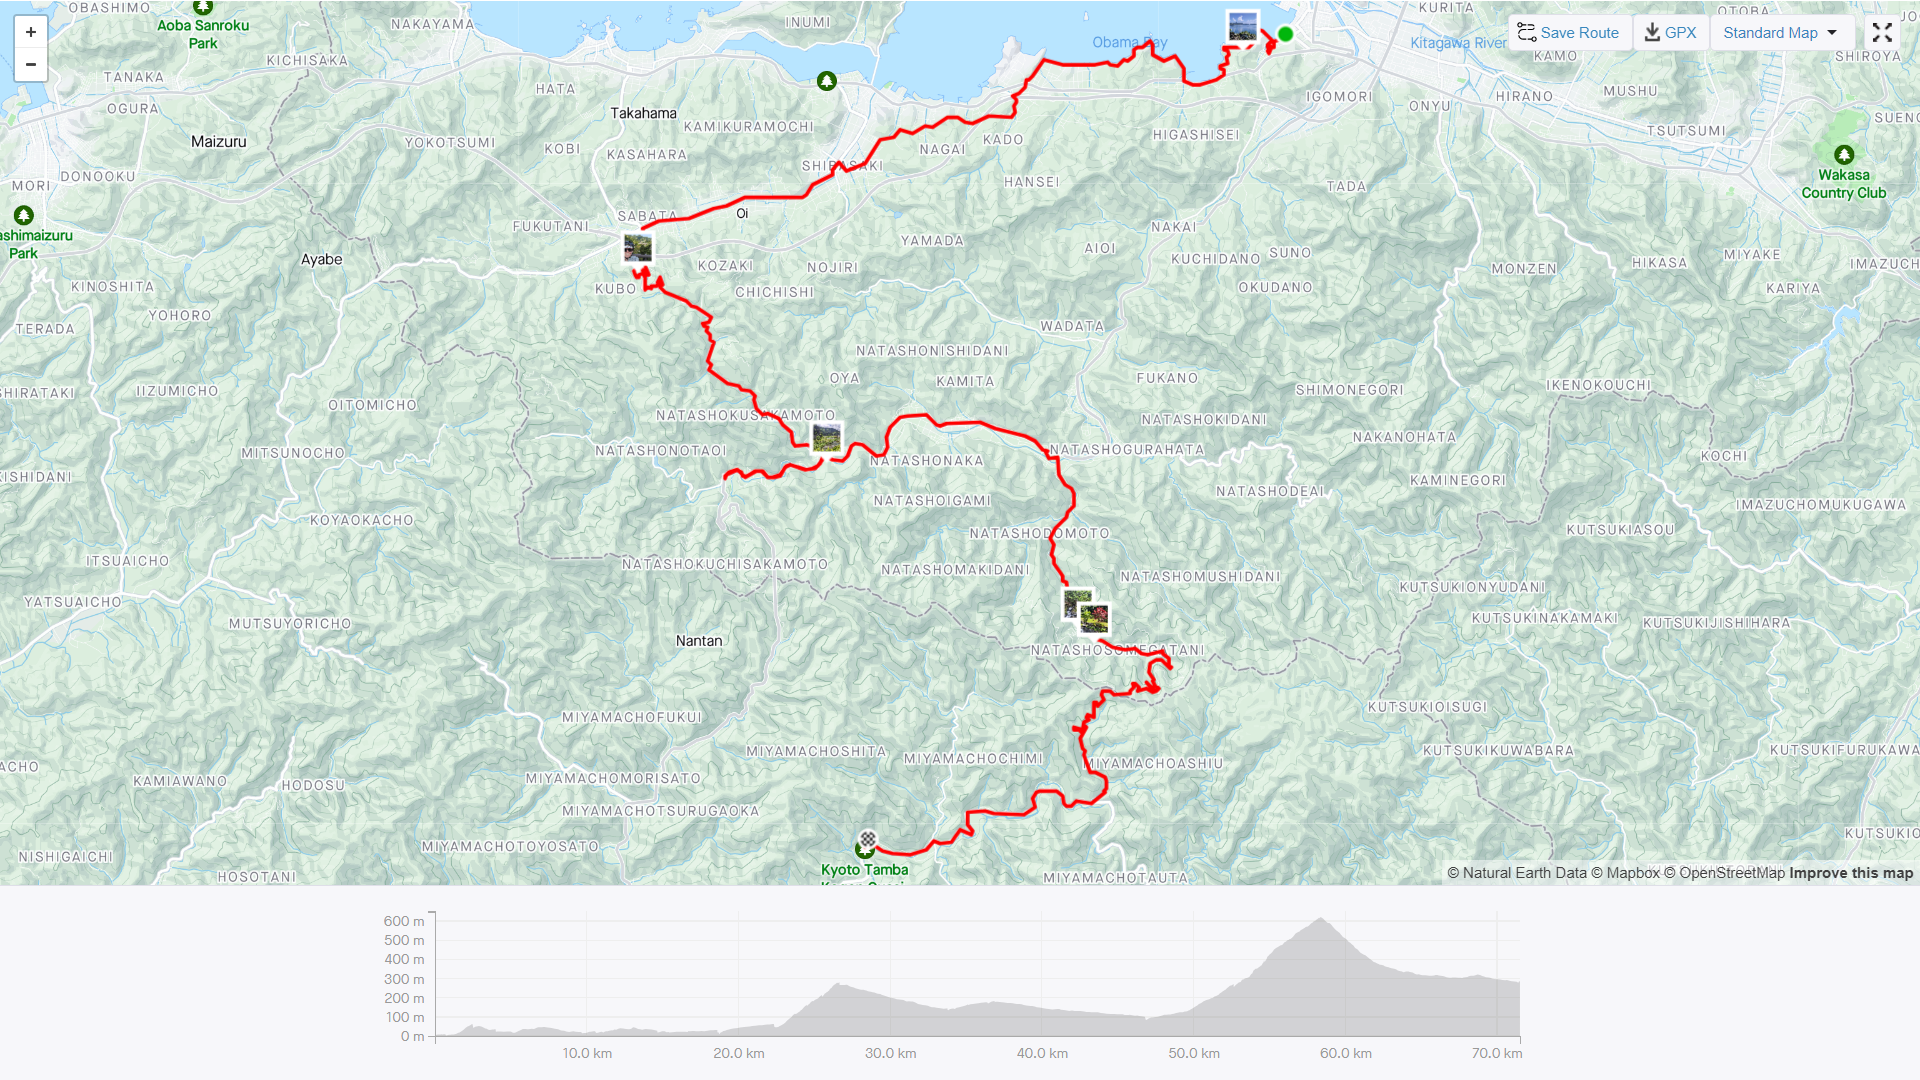 +
−
Save Route
GPX
Standard Map
OBASHIMO
Aoba Sanroku
Park
NAKAYAMA
INUMI
KURITA
OTOBA
Obama Bay
Kitagawa River
KAMO
SHIROYA
KICHISAKA
TANAKA
OGURA
HATA
Takahama
KAMIKURAMOCHI
IGOMORI
ONYU
HIRANO
MUSHU
TSUTSUMI
SUENO
Maizuru
YOKOTSUMI
KOBI
KASAHARA
SHIRASAKI
NAGAI
KADO
HIGASHISEI
Wakasa
Country Club
MORI
DONOOKU
HANSEI
TADA
ashimaizuru
Park
FUKUTANI
SABATA
Oi
YAMADA
AIOI
NAKAI
KUCHIDANO
SUNO
Ayabe
KOZAKI
NOJIRI
MONZEN
HIKASA
MIYAKE
IMAZUCH
KINOSHITA
KUBO
CHICHISHI
OKUDANO
KARIYA
YOHORO
TERADA
WADATA
NATASHONISHIDANI
OYA
KAMITA
FUKANO
SHIMONEGORI
IKENOKOUCHI
SHIRATAKI
IIZUMICHO
OITOMICHO
NATASHOKUSAKAMOTO
NATASHOKIDANI
NAKANOHATA
MITSUNOCHO
NATASHONOTAOI
NATASHONAKA
NATASHOGURAHATA
KOCHI
KISHIDANI
NATASHOIGAMI
NATASHODEAI
KAMINEGORI
IMAZUCHOMUKUGAWA
KOYAOKACHO
NATASHODOMOTO
KUTSUKIASOU
ITSUAICHO
NATASHOKUCHISAKAMOTO
NATASHOMAKIDANI
NATASHOMUSHIDANI
KUTSUKIONYUDANI
YATSUAICHO
MUTSUYORICHO
Nantan
KUTSUKINAKAMAKI
KUTSUKIJISHIHARA
NATASHOSOMEGATANI
MIYAMACHOFUKUI
KUTSUKIOISUGI
MIYAMACHOSHITA
MIYAMACHOCHIMI
MIYAMACHOASHIU
KUTSUKIKUWABARA
KUTSUKIFURUKAWA
ACHO
KAMIAWANO
HODOSU
MIYAMACHOMORISATO
MIYAMACHOTSURUGAOKA
NISHIGAICHI
MIYAMACHOTOYOSATO
KUTSUKIO
HOSOTANI
Kyoto Tamba
MIYAMACHOTAUTA
© Natural Earth Data © Mapbox © OpenStreetMap Improve this map
600 m
500 m
400 m
300 m
200 m
100 m
0 m
10.0 km
20.0 km
30.0 km
40.0 km
50.0 km
60.0 km
70.0 km